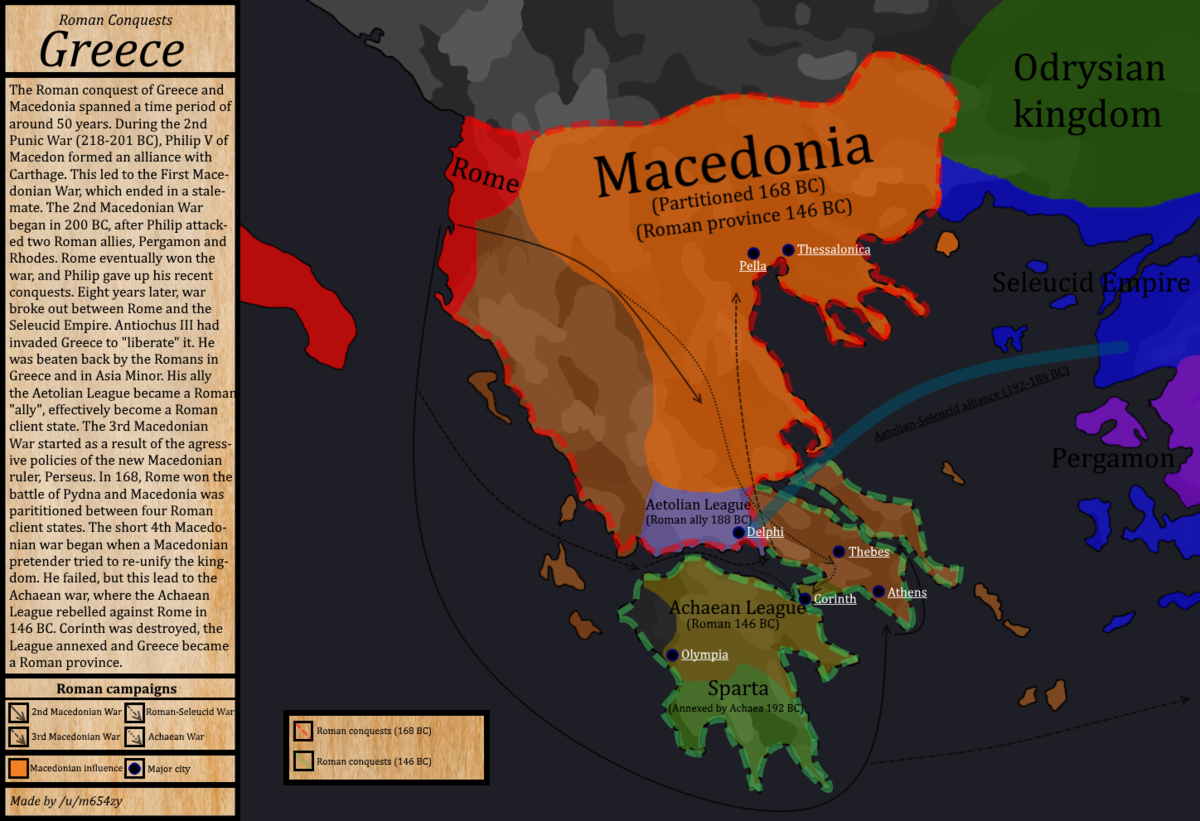 Roman Conquests
Greece
The Roman conquest of Greece and
Macedonia spanned a time period of
around 50 years. During the 2nd
Punic War (218-201 BC), Philip V of
Macedon formed an alliance with
Carthage. This led to the First Mace-
donian War, which ended in a stale-
mate. The 2nd Macedonian War
began in 200 BC, after Philip attack-
ed two Roman allies, Pergamon and
Rhodes. Rome eventually won the
war, and Philip gave up his recent
conquests. Eight years later, war
broke out between Rome and the
Seleucid Empire. Antiochus III had
invaded Greece to "liberate" it. He
was beaten back by the Romans in
Greece and in Asia Minor. His ally
the Aetolian League became a Roman
"ally", effectively become a Roman
client state. The 3rd Macedonian
War started as a result of the agress-
ive policies of the new Macedonian
ruler, Perseus. In 168, Rome won the
battle of Pydna and Macedonia was
parititioned between four Roman
client states. The short 4th Macedo-
nian war began when a Macedonian
pretender tried to re-unify the king-
dom. He failed, but this lead to the
Achaean war, where the Achaean
League rebelled against Rome in
146 BC. Corinth was destroyed, the
League annexed and Greece became
a Roman province.
Roman campaigns
2nd Macedonian War
Roman-Seleucid War
3rd Macedonian War
Achaean War
Macedonian influence
Major city
Made by /u/m654zy
Odrysian
kingdom
Macedonia
(Partitioned 168 BC)
(Roman province 146 BC)
Rome
Pella
Thessalonica
Seleucid Empire
Aetolian-Seleucid alliance (192-188 BC)
Pergamon
Aetolian League
(Roman ally 188 BC)
Delphi
Thebes
Athens
Corinth
Achaean League
(Roman 146 BC)
Olympia
Sparta
(Annexed by Achaea 192 BC)
Roman conquests (168 BC)
Roman conquests (146 BC)